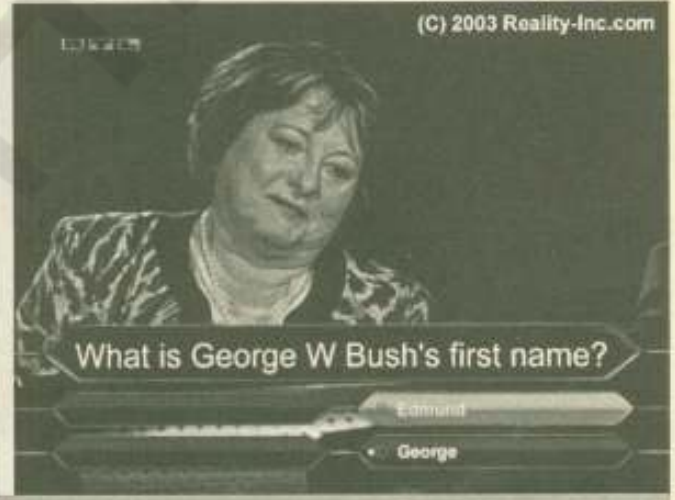 (C) 2003 Reality-Inc.com
What is George W Bush's first name?
Edmund
George